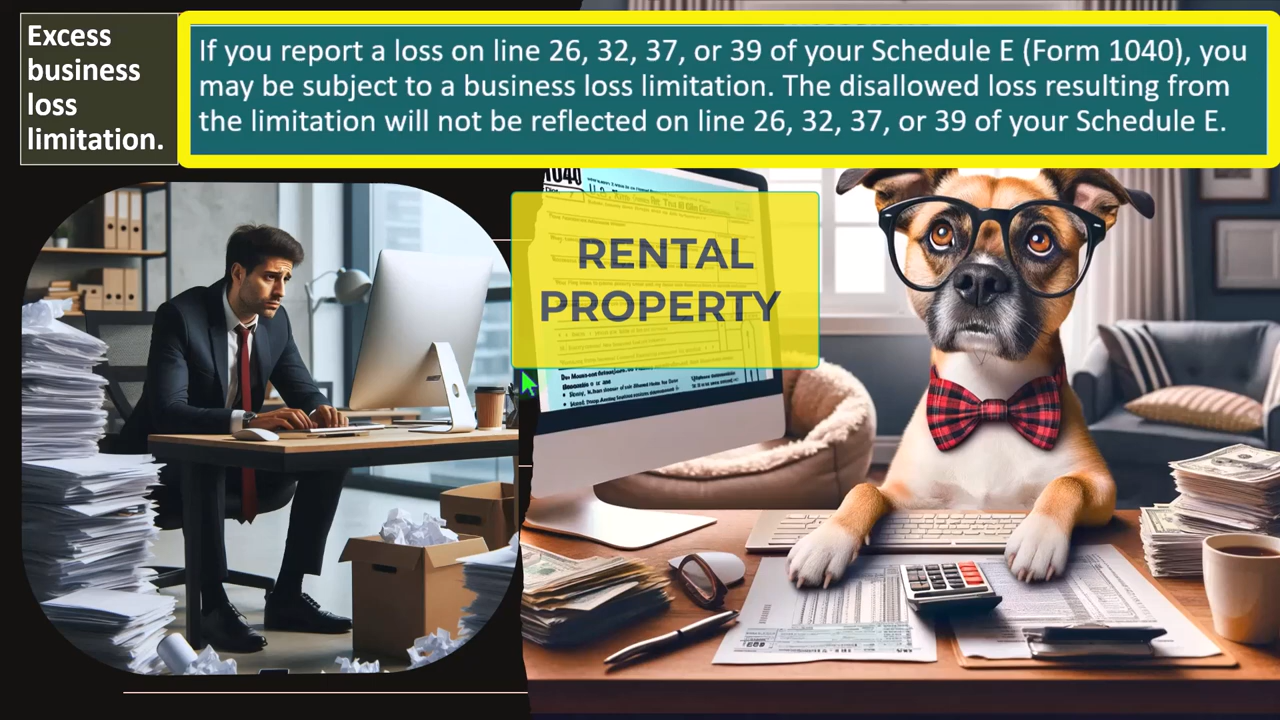 Excess
business
loss
limitation.
If you report a loss on line 26, 32, 37, or 39 of your Schedule E (Form 1040), you
may be subject to a business loss limitation. The disallowed loss resulting from
the limitation will not be reflected on line 26, 32, 37, or 39 of your Schedule E.
1040
RENTAL
PROPERTY